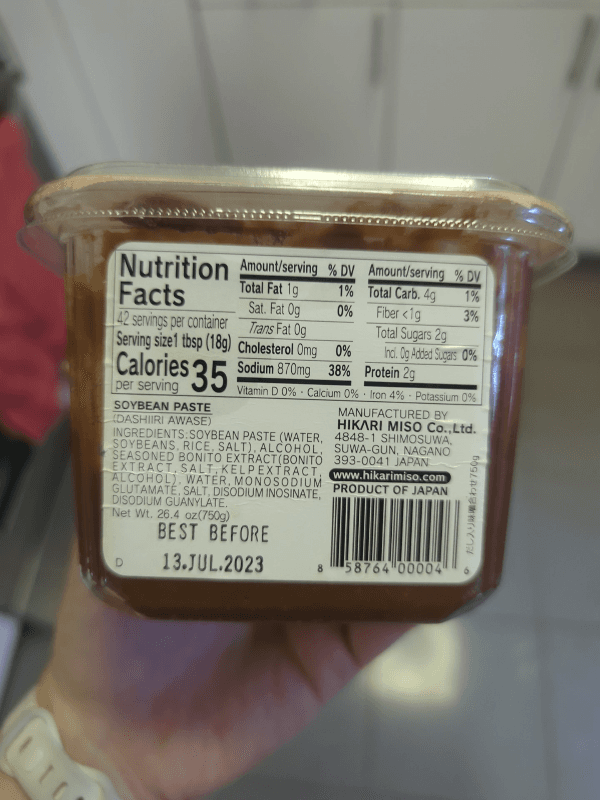 Nutrition Facts
42 servings per container
Serving size1 tbsp (18g)
Calories 35
per serving
Amount/serving % DV
Total Fat 1g 1%
Sat. Fat 0g 0%
Trans Fat 0g
Cholesterol 0mg 0%
Sodium 870mg 38%
Amount/serving % DV
Total Carb. 4g 1%
Fiber <1g 3%
Total Sugars 2g
Incl. 0g Added Sugars 0%
Protein 2g
Vitamin D 0% · Calcium 0% · Iron 4% · Potassium 0%
SOYBEAN PASTE
(DASHIIRI AWASE)
INGREDIENTS:SOYBEAN PASTE (WATER,
SOYBEANS, RICE, SALT), ALCOHOL,
SEASONED BONITO EXTRACT(BONITO
EXTRACT, SALT, KELP EXTRACT,
ALCOHOL), WATER, MONOSODIUM
GLUTAMATE, SALT, DISODIUM INOSINATE,
DISODIUM GUANYLATE.
Net Wt. 26.4 oz(750g)
BEST BEFORE
D 13.JUL.2023
MANUFACTURED BY
HIKARI MISO Co.,Ltd.
4848-1 SHIMOSUWA,
SUWA-GUN, NAGANO
393-0041 JAPAN
www.hikarimiso.com
PRODUCT OF JAPAN
8 58764 00004 6
750g